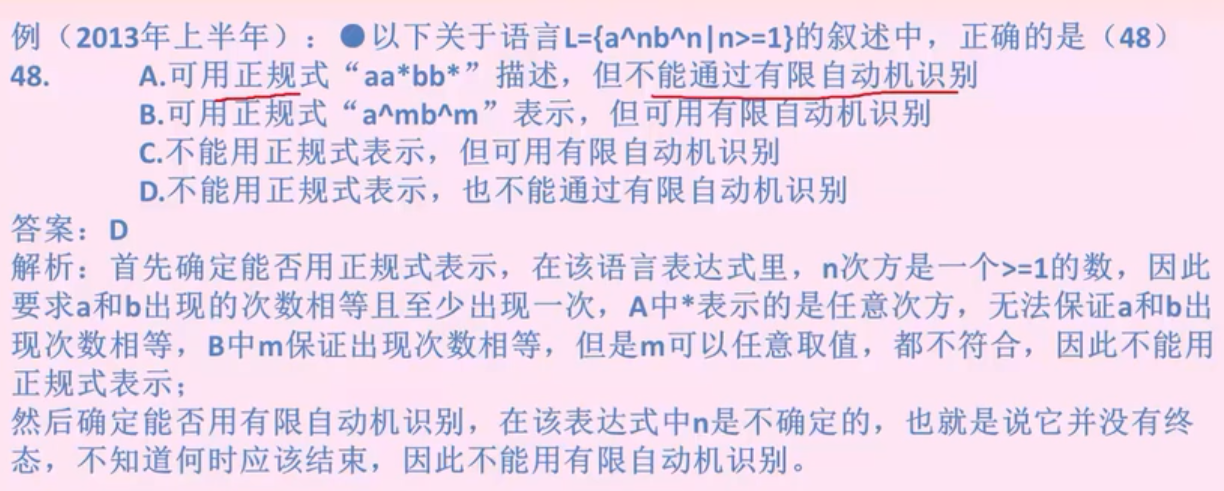 例（2013年上半年）：●以下关于语言L={a^nb^n|n>=1}的叙述中，正确的是（48）
48. A.可用正规式“aa*bb*”描述，但不能通过有限自动机识别
B.可用正规式“a^mb^m”表示，但可用有限自动机识别
C.不能用正规式表示，但可用有限自动机识别
D.不能用正规式表示，也不能通过有限自动机识别
答案：D
解析：首先确定能否用正规式表示，在该语言表达式里，n次方是一个>=1的数，因此
要求a和b出现的次数相等且至少出现一次，A中*表示的是任意次方，无法保证a和b出
现次数相等，B中m保证出现次数相等，但是m可以任意取值，都不符合，因此不能用
正规式表示；
然后确定能否用有限自动机识别，在该表达式中n是不确定的，也就是说它并没有终
态，不知道何时应该结束，因此不能用有限自动机识别。